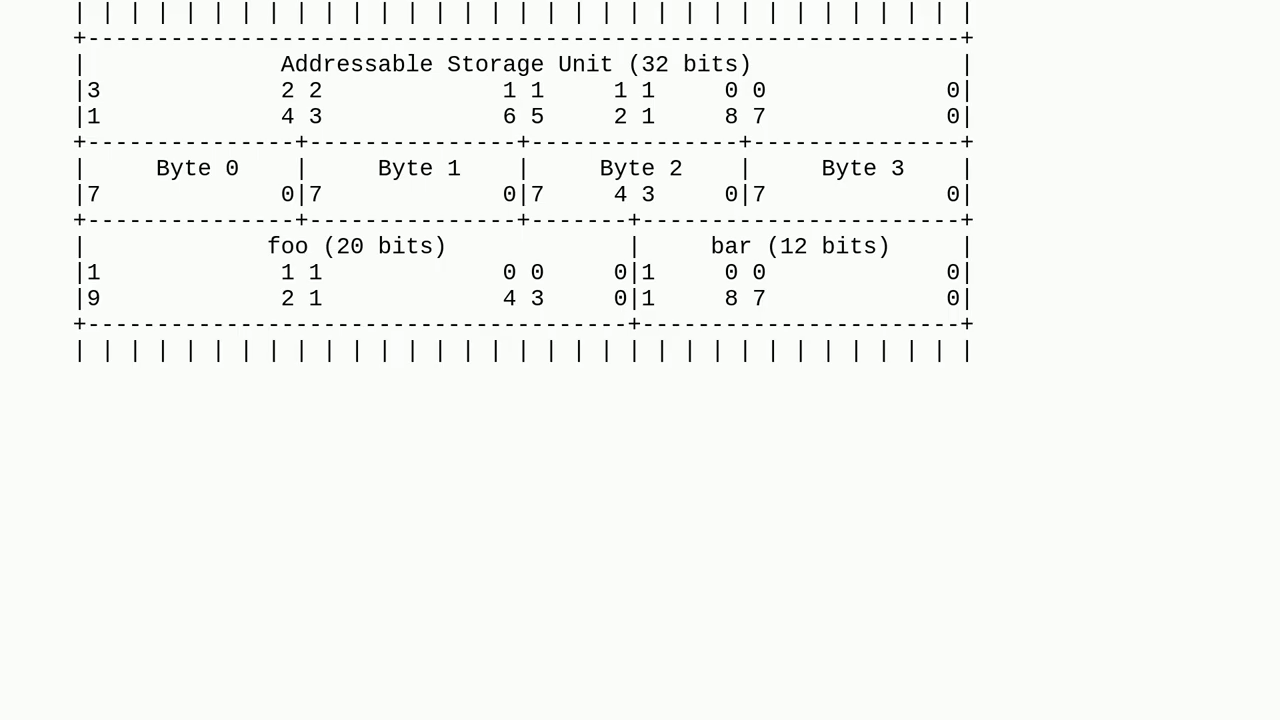 | | | | | | | | | | | | | | | | | | | | | | | | | | | | | | | | |
+---------------------------------------------------------------+
|              Addressable Storage Unit (32 bits)               |
|3             2 2             1 1     1 1     0 0             0|
|1             4 3             6 5     2 1     8 7             0|
+---------------+---------------+---------------+---------------+
|     Byte 0    |     Byte 1    |     Byte 2    |     Byte 3    |
|7             0|7             0|7     4 3     0|7             0|
+---------------+---------------+-------+-----------------------+
|             foo (20 bits)             |     bar (12 bits)     |
|1             1 1             0 0     0|1     0 0             0|
|9             2 1             4 3     0|1     8 7             0|
+---------------------------------------+-----------------------+
| | | | | | | | | | | | | | | | | | | | | | | | | | | | | | | | |